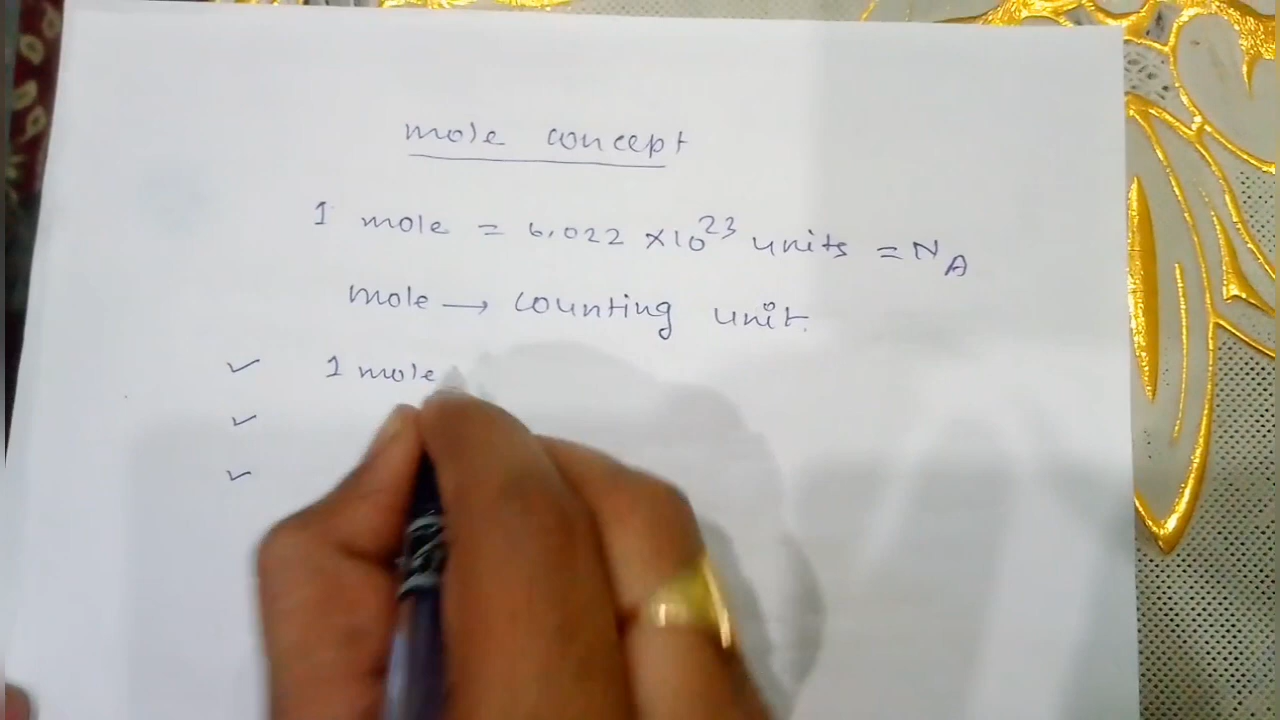 mole concept
1 mole = 6.022 ×10²³ units = N_A
mole → counting unit.
✓ 1 mole
✓
✓